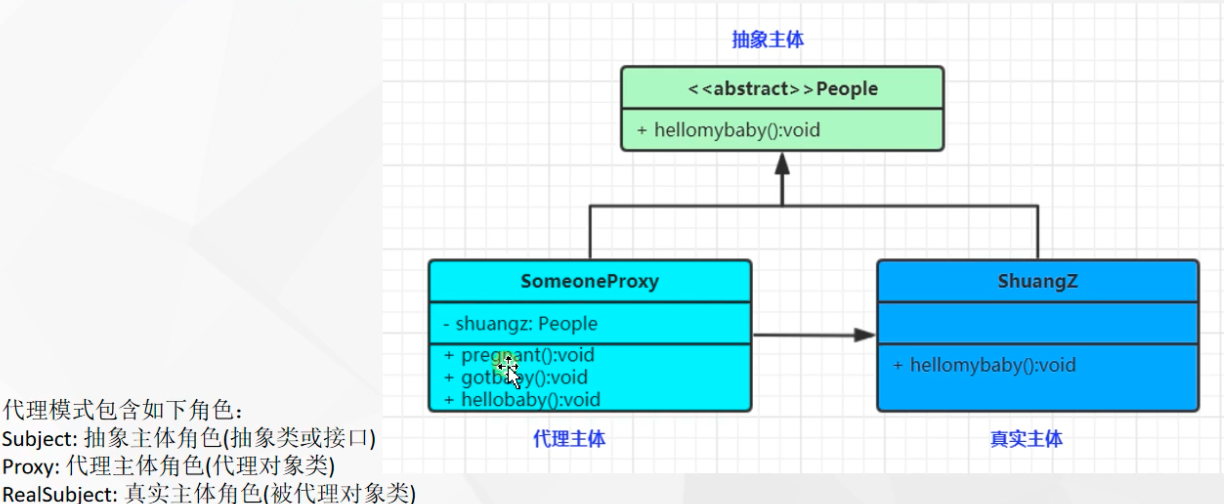 抽象主体
<<abstract>>People
+ hellomybaby():void
SomeoneProxy
- shuangz: People
+ pregnant():void
+ gotbaby():void
+ hellobaby():void
代理主体
ShuangZ
+ hellomybaby():void
真实主体
代理模式包含如下角色：
Subject: 抽象主体角色(抽象类或接口)
Proxy: 代理主体角色(代理对象类)
RealSubject: 真实主体角色(被代理对象类)